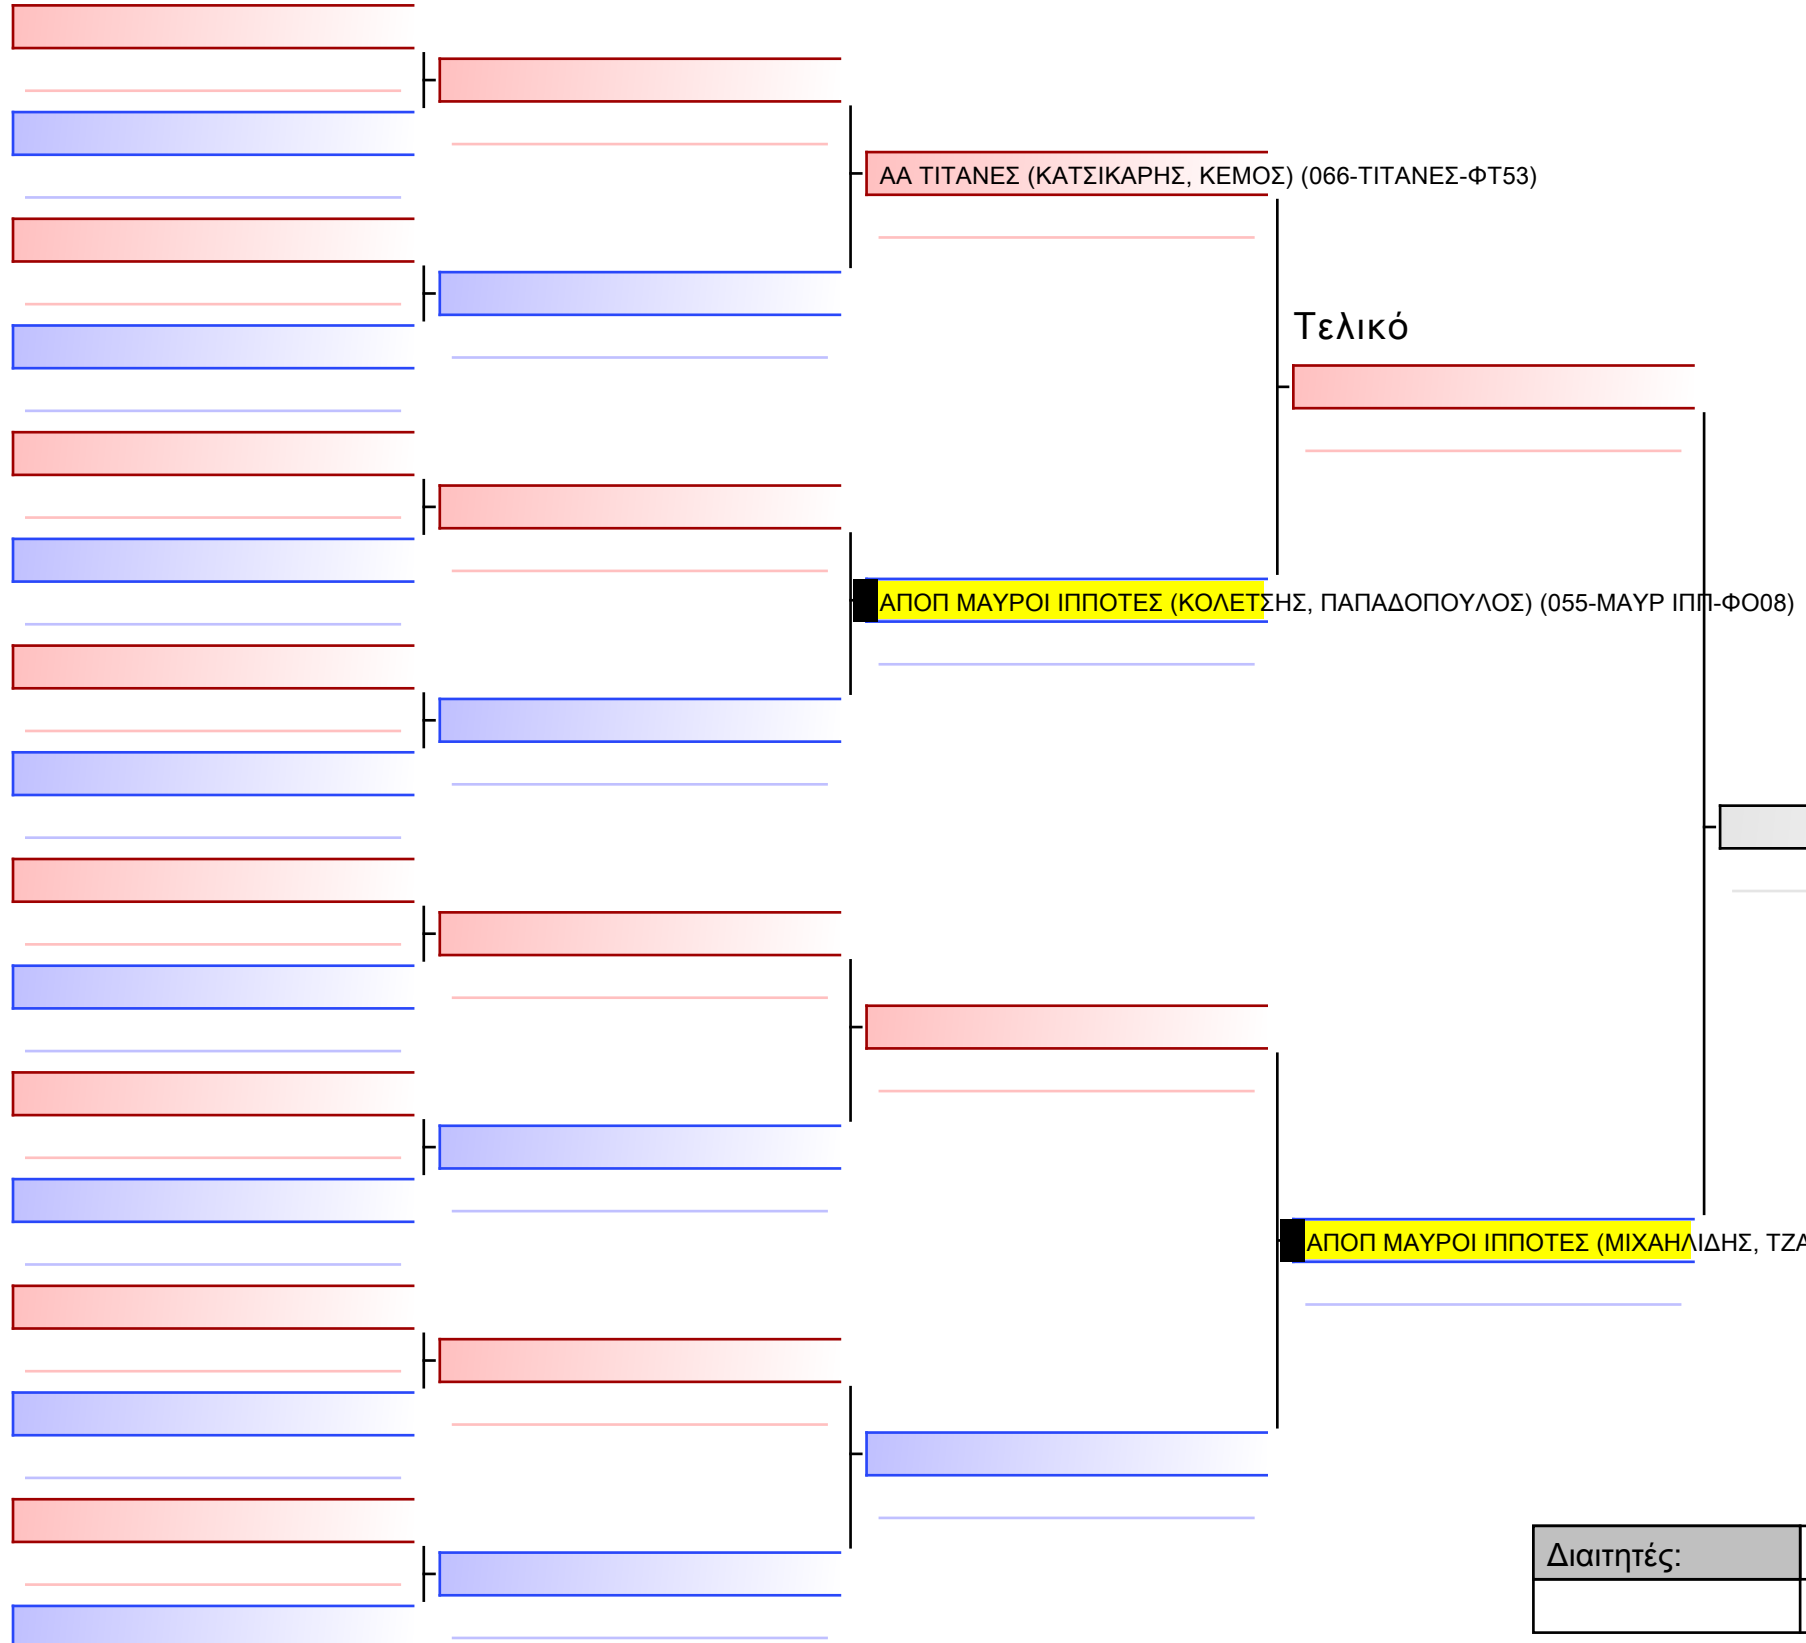 ΑΑ ΤΙΤΑΝΕΣ (ΚΑΤΣΙΚΑΡΗΣ, ΚΕΜΟΣ) (066-ΤΙΤΑΝΕΣ-ΦΤ53)
Τελικό
ΑΠΟΠ ΜΑΥΡΟΙ ΙΠΠΟΤΕΣ (ΚΟΛΕΤΣΗΣ, ΠΑΠΑΔΟΠΟΥΛΟΣ) (055-ΜΑΥΡ ΙΠΠ-ΦΟ08)
ΑΠΟΠ ΜΑΥΡΟΙ ΙΠΠΟΤΕΣ (ΜΙΧΑΗΛΙΔΗΣ, ΤΖΑ
Διαιτητές: